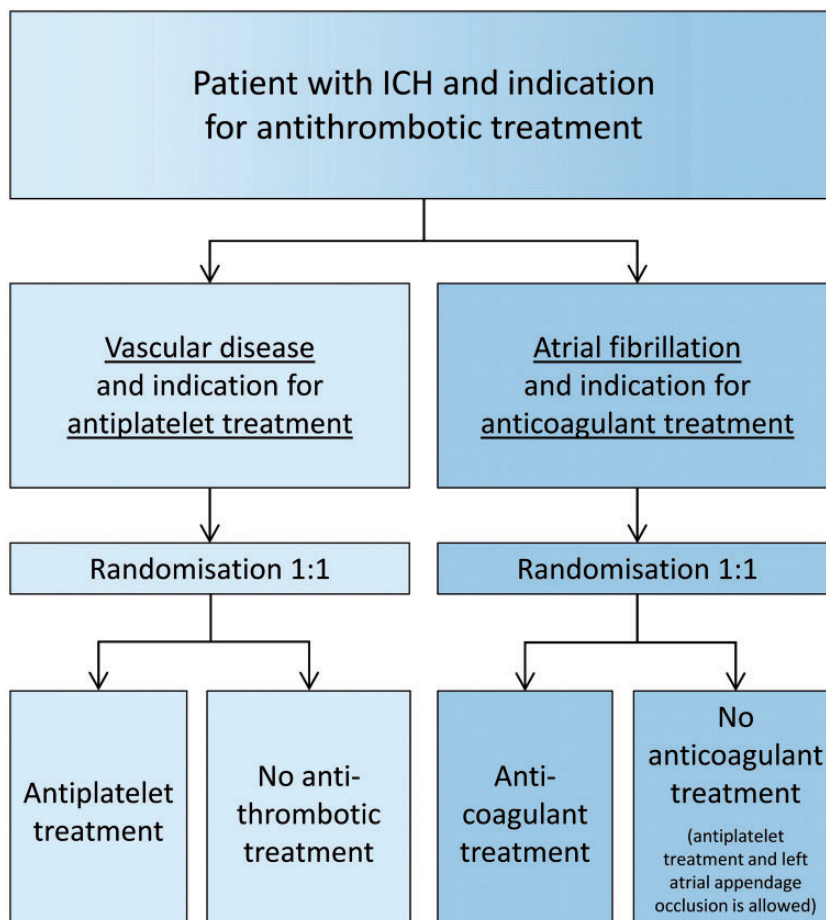 Patient with ICH and indication
for antithrombotic treatment
Vascular disease
and indication for
antiplatelet treatment
Atrial fibrillation
and indication for
anticoagulant treatment
Randomisation 1:1
Randomisation 1:1
Antiplatelet
treatment
No anti-
thrombotic
treatment
Anti-
coagulant
treatment
No
anticoagulant
treatment
(antiplatelet
treatment and left
atrial appendage
occlusion is allowed)